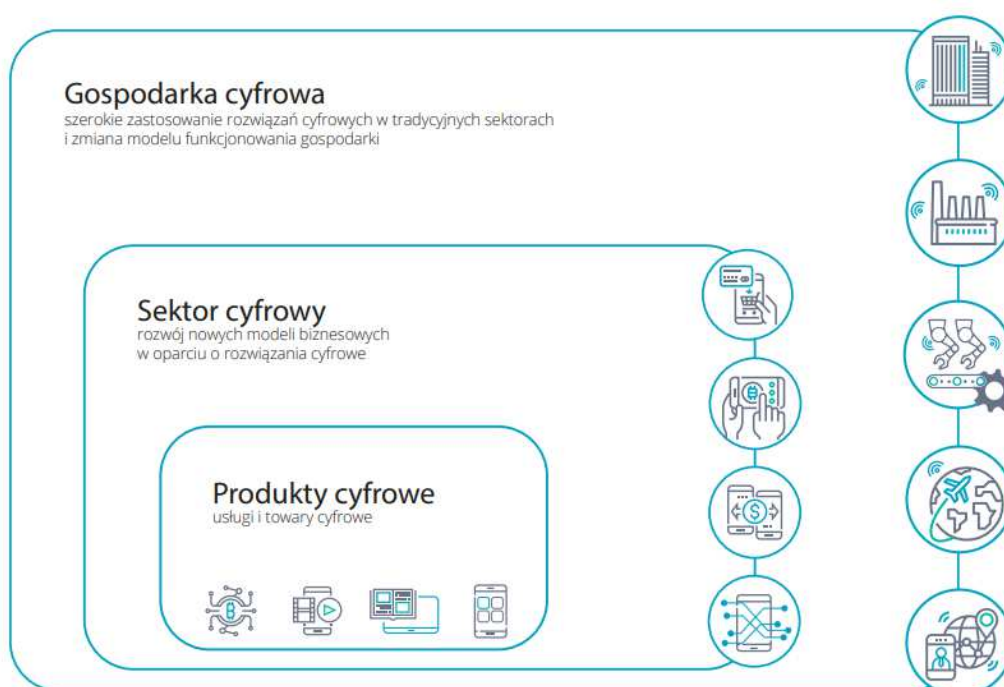 Gospodarka cyfrowa
szerokie zastosowanie rozwiązań cyfrowych w tradycyjnych sektorach
i zmiana modelu funkcjonowania gospodarki
Sektor cyfrowy
rozwój nowych modeli biznesowych
w oparciu o rozwiązania cyfrowe
Produkty cyfrowe
usługi i towary cyfrowe